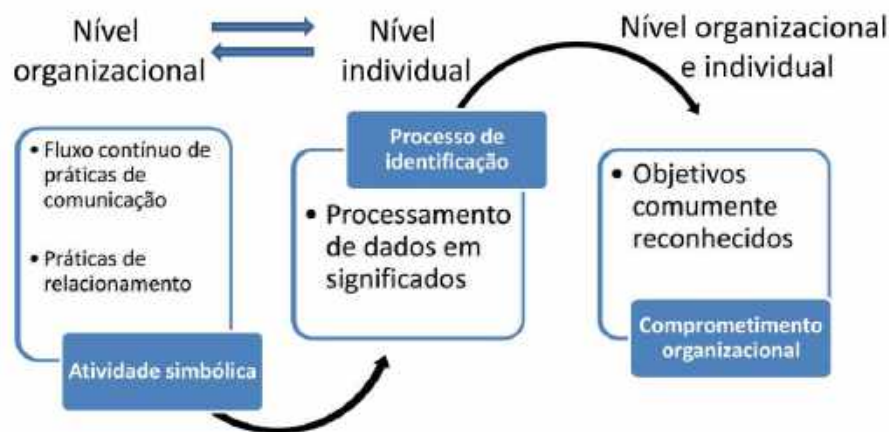 Nível
organizacional
Nível
individual
Nível organizacional
e individual
• Fluxo contínuo de
práticas de
comunicação
• Práticas de
relacionamento
Atividade simbólica
Processo de
identificação
• Processamento
de dados em
significados
• Objetivos
comumente
reconhecidos
Comprometimento
organizacional